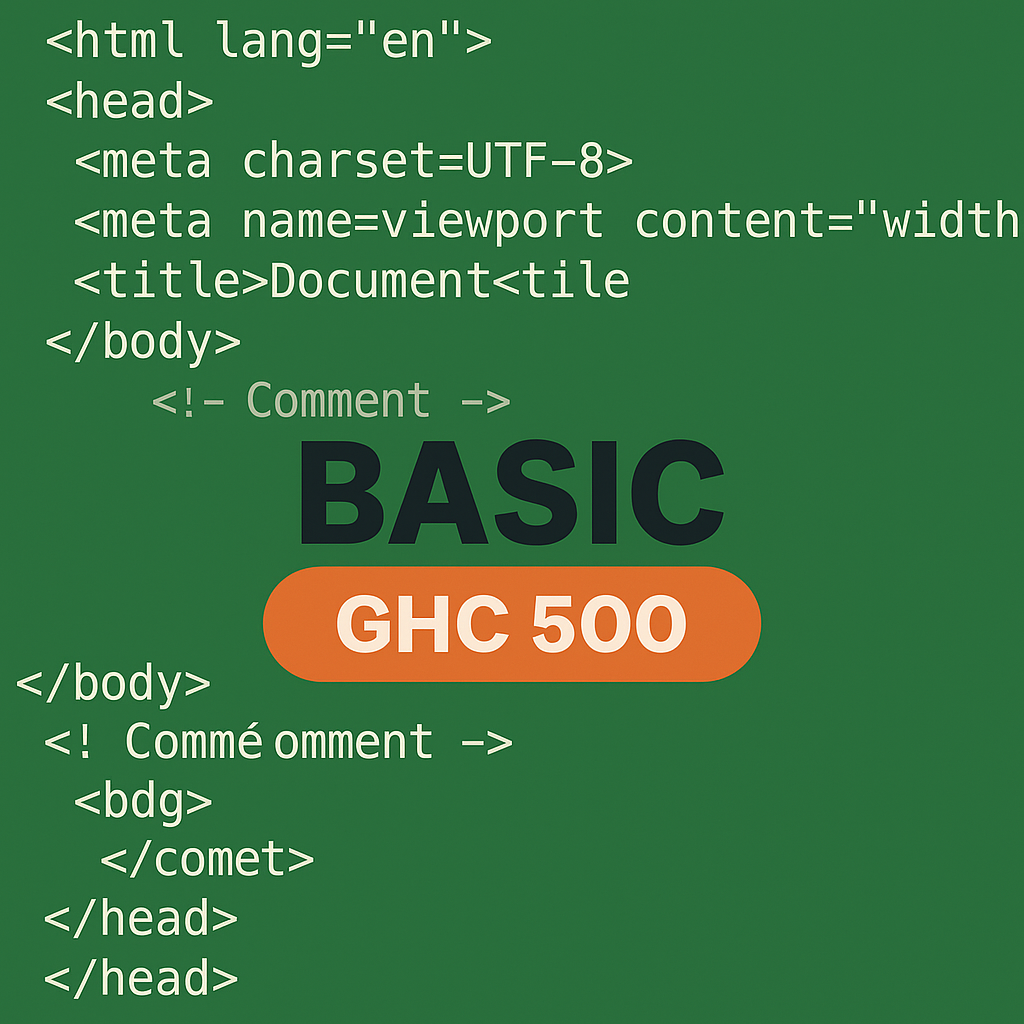 <html lang="en">
<head>
<meta charset=UTF–8>
<meta name=viewport content="width
<title>Document<tile
</body>
<!– Comment –>
BASIC
GHC 500
</body>
<! Commé omment –>
<bdg>
</comet>
</head>
</head>